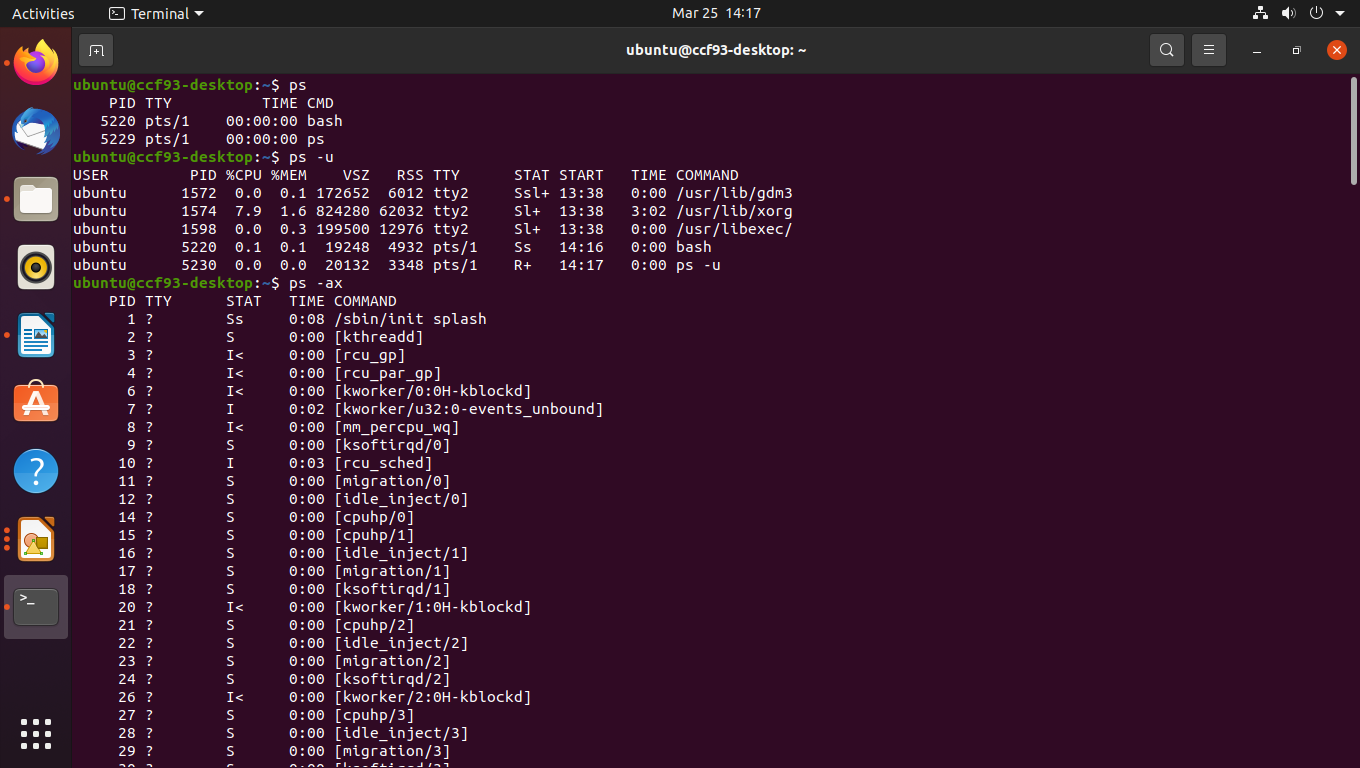 Activities Terminal Mar 25 14:17
ubuntu@ccf93-desktop: ~
ubuntu@ccf93-desktop:~$ ps
    PID TTY          TIME CMD
   5220 pts/1    00:00:00 bash
   5229 pts/1    00:00:00 ps
ubuntu@ccf93-desktop:~$ ps -u
USER         PID %CPU %MEM    VSZ   RSS TTY      STAT START   TIME COMMAND
ubuntu      1572  0.0  0.1 172652  6012 tty2     Ssl+ 13:38   0:00 /usr/lib/gdm3
ubuntu      1574  7.9  1.6 824280 62032 tty2     Sl+  13:38   3:02 /usr/lib/xorg
ubuntu      1598  0.0  0.3 199500 12976 tty2     Sl+  13:38   0:00 /usr/libexec/
ubuntu      5220  0.1  0.1  19248  4932 pts/1    Ss   14:16   0:00 bash
ubuntu      5230  0.0  0.0  20132  3348 pts/1    R+   14:17   0:00 ps -u
ubuntu@ccf93-desktop:~$ ps -ax
    PID TTY      STAT   TIME COMMAND
      1 ?        Ss     0:08 /sbin/init splash
      2 ?        S      0:00 [kthreadd]
      3 ?        I<     0:00 [rcu_gp]
      4 ?        I<     0:00 [rcu_par_gp]
      6 ?        I<     0:00 [kworker/0:0H-kblockd]
      7 ?        I      0:02 [kworker/u32:0-events_unbound]
      8 ?        I<     0:00 [mm_percpu_wq]
      9 ?        S      0:00 [ksoftirqd/0]
     10 ?        I      0:03 [rcu_sched]
     11 ?        S      0:00 [migration/0]
     12 ?        S      0:00 [idle_inject/0]
     14 ?        S      0:00 [cpuhp/0]
     15 ?        S      0:00 [cpuhp/1]
     16 ?        S      0:00 [idle_inject/1]
     17 ?        S      0:00 [migration/1]
     18 ?        S      0:00 [ksoftirqd/1]
     20 ?        I<     0:00 [kworker/1:0H-kblockd]
     21 ?        S      0:00 [cpuhp/2]
     22 ?        S      0:00 [idle_inject/2]
     23 ?        S      0:00 [migration/2]
     24 ?        S      0:00 [ksoftirqd/2]
     26 ?        I<     0:00 [kworker/2:0H-kblockd]
     27 ?        S      0:00 [cpuhp/3]
     28 ?        S      0:00 [idle_inject/3]
     29 ?        S      0:00 [migration/3]